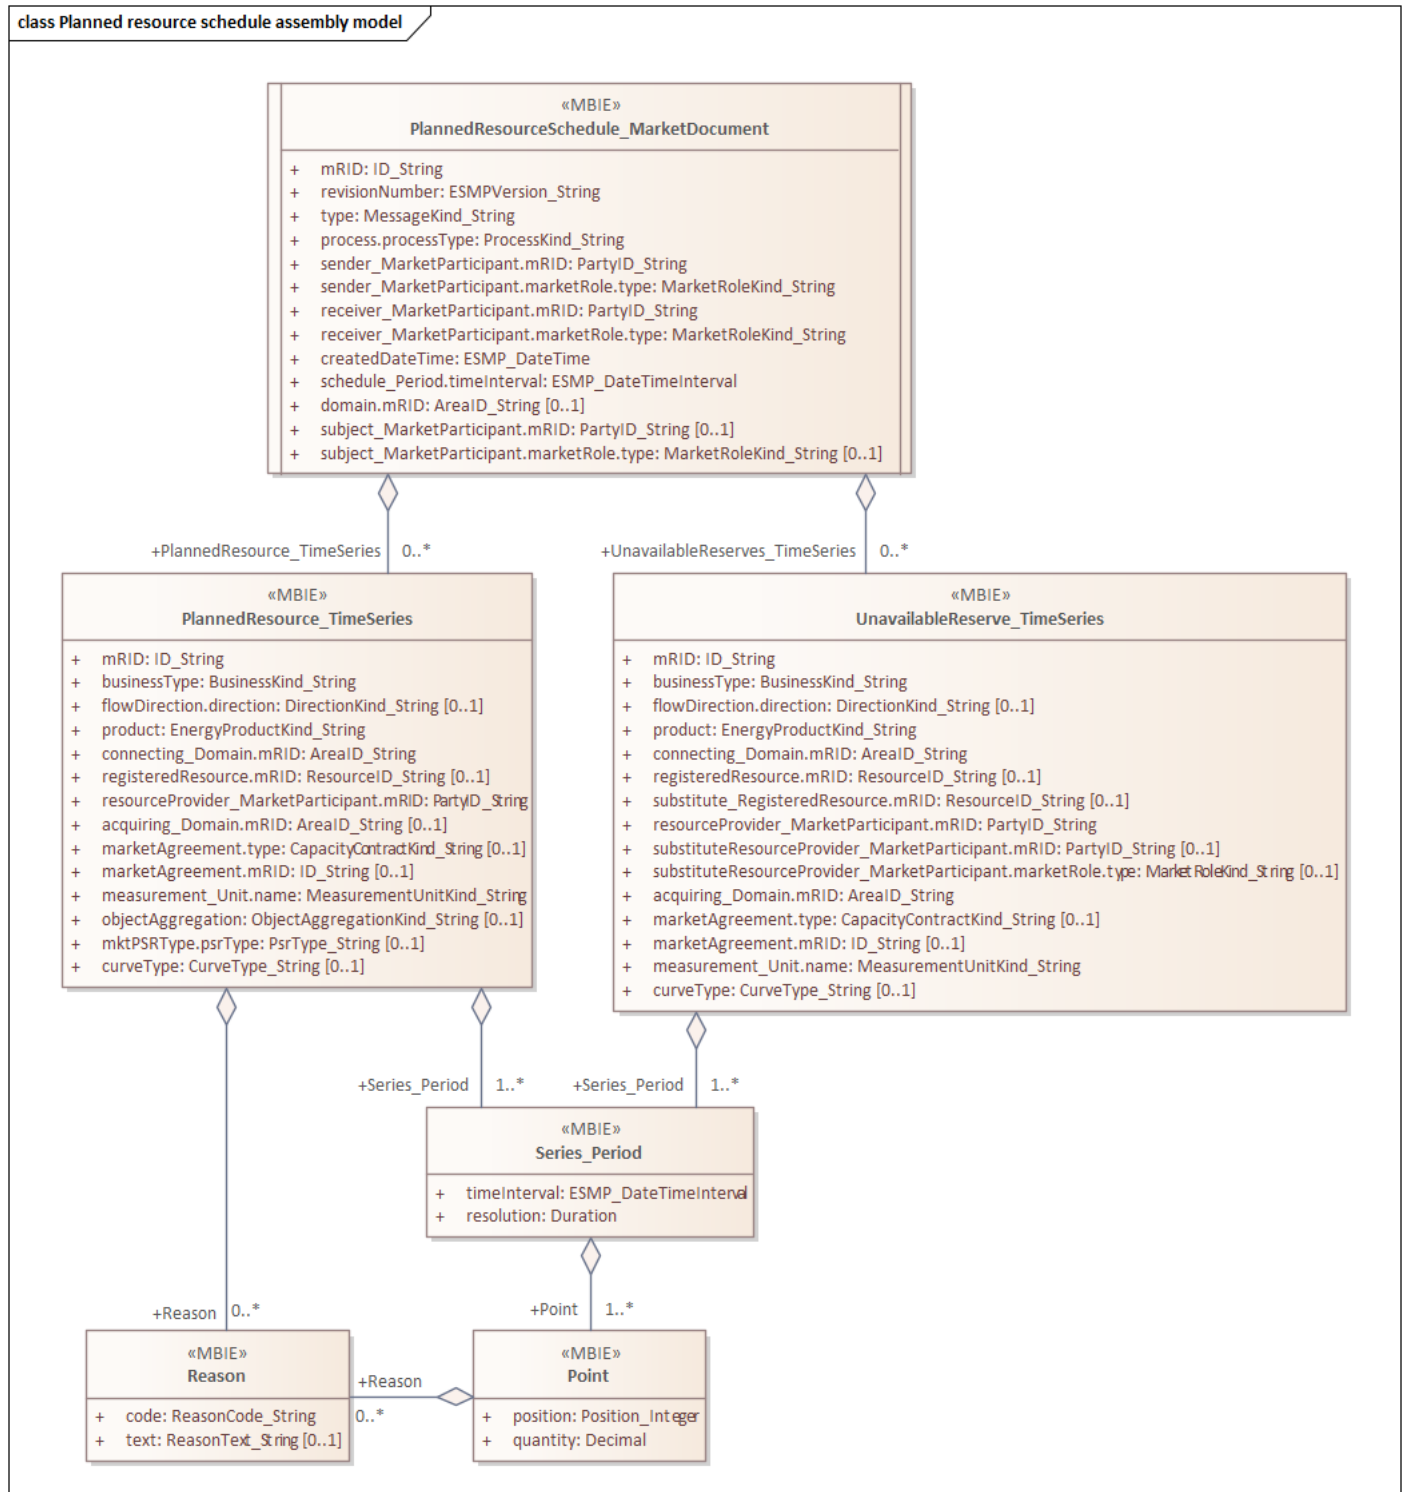 class Planned resource schedule assembly model
«MBIE»
PlannedResourceSchedule_MarketDocument
+ mRID: ID_String
+ revisionNumber: ESMPVersion_String
+ type: MessageKind_String
+ process.processType: ProcessKind_String
+ sender_MarketParticipant.mRID: PartyID_String
+ sender_MarketParticipant.marketRole.type: MarketRoleKind_String
+ receiver_MarketParticipant.mRID: PartyID_String
+ receiver_MarketParticipant.marketRole.type: MarketRoleKind_String
+ createdDateTime: ESMP_DateTime
+ schedule_Period.timeInterval: ESMP_DateTimeInterval
+ domain.mRID: AreaID_String [0..1]
+ subject_MarketParticipant.mRID: PartyID_String [0..1]
+ subject_MarketParticipant.marketRole.type: MarketRoleKind_String [0..1]
+PlannedResource_TimeSeries 0..*
+UnavailableReserves_TimeSeries 0..*
«MBIE»
PlannedResource_TimeSeries
+ mRID: ID_String
+ businessType: BusinessKind_String
+ flowDirection.direction: DirectionKind_String [0..1]
+ product: EnergyProductKind_String
+ connecting_Domain.mRID: AreaID_String
+ registeredResource.mRID: ResourceID_String [0..1]
+ resourceProvider_MarketParticipant.mRID: PartyID_String
+ acquiring_Domain.mRID: AreaID_String [0..1]
+ marketAgreement.type: CapacityContractKind_String [0..1]
+ marketAgreement.mRID: ID_String [0..1]
+ measurement_Unit.name: MeasurementUnitKind_String
+ objectAggregation: ObjectAggregationKind_String [0..1]
+ mktPSRType.psrType: PsrType_String [0..1]
+ curveType: CurveType_String [0..1]
«MBIE»
UnavailableReserve_TimeSeries
+ mRID: ID_String
+ businessType: BusinessKind_String
+ flowDirection.direction: DirectionKind_String [0..1]
+ product: EnergyProductKind_String
+ connecting_Domain.mRID: AreaID_String
+ registeredResource.mRID: ResourceID_String [0..1]
+ substitute_RegisteredResource.mRID: ResourceID_String [0..1]
+ resourceProvider_MarketParticipant.mRID: PartyID_String
+ substituteResourceProvider_MarketParticipant.mRID: PartyID_String [0..1]
+ substituteResourceProvider_MarketParticipant.marketRole.type: MarketRoleKind_String [0..1]
+ acquiring_Domain.mRID: AreaID_String
+ marketAgreement.type: CapacityContractKind_String [0..1]
+ marketAgreement.mRID: ID_String [0..1]
+ measurement_Unit.name: MeasurementUnitKind_String
+ curveType: CurveType_String [0..1]
+Series_Period 1..*
+Series_Period 1..*
«MBIE»
Series_Period
+ timeInterval: ESMP_DateTimeInterval
+ resolution: Duration
+Reason 0..*
+Point 1..*
«MBIE»
Reason
+ code: ReasonCode_String
+ text: ReasonText_String [0..1]
+Reason
0..*
«MBIE»
Point
+ position: Position_Integer
+ quantity: Decimal